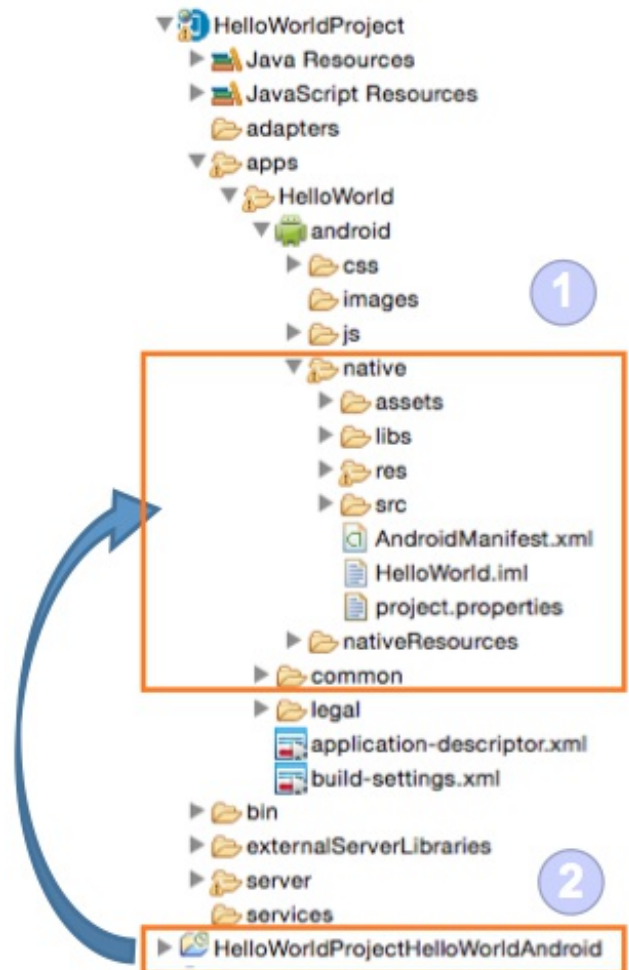 HelloWorldProject
Java Resources
JavaScript Resources
adapters
apps
HelloWorld
android
css
images
1
js
native
assets
libs
res
src
AndroidManifest.xml
HelloWorld.iml
project.properties
nativeResources
common
legal
application-descriptor.xml
build-settings.xml
bin
externalServerLibraries
server
2
services
HelloWorldProjectHelloWorldAndroid